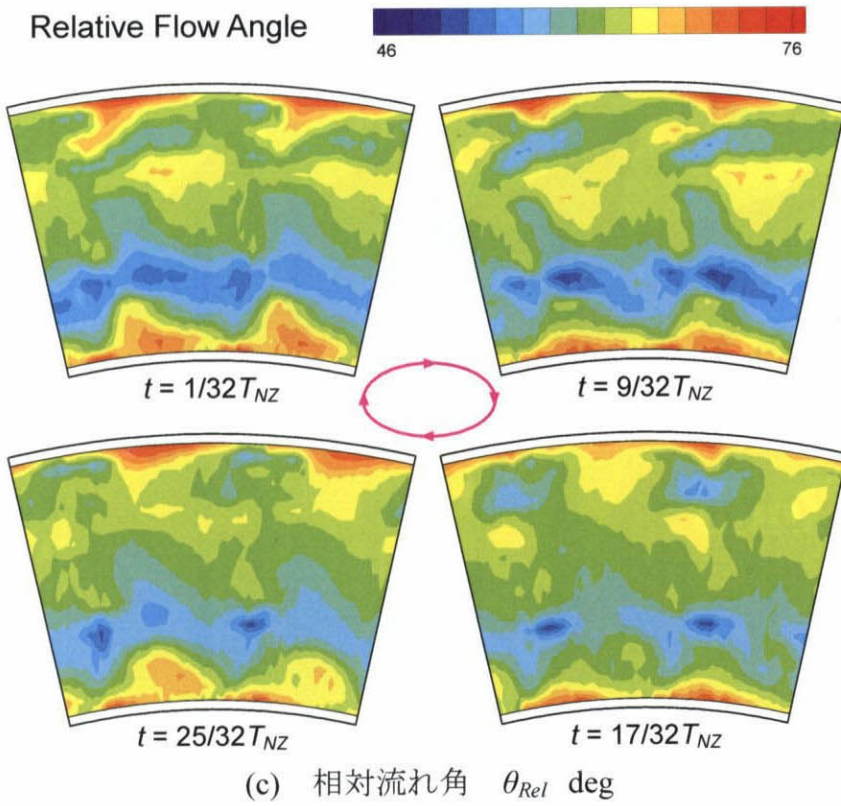 Relative Flow Angle
46 76
t = 1/32T_NZ
t = 9/32T_NZ
t = 25/32T_NZ
t = 17/32T_NZ
(c) 相対流れ角 θ_Rel deg